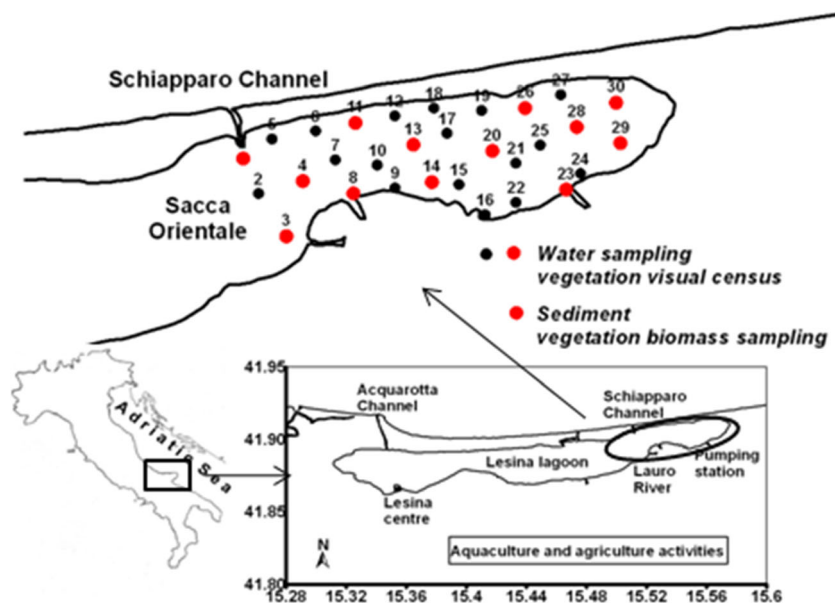 Schiapparo Channel
27
30
18
26
12
19
11
6
5
28
17
13
29
20
25
7
10
21
24
4
14
15
9
8
2
23
22
16
3
Sacca
Orientale
Water sampling
vegetation visual census
Sediment
vegetation biomass sampling
Adriatic Sea
41.95
41.90
41.85
41.80
Acquarotta
Channel
Schiapparo
Channel
Lesina lagoon
Pumping
station
Lauro
River
Lesina
centre
N
Aquaculture and agriculture activities
15.28 15.32 15.36 15.4 15.44 15.48 15.52 15.56 15.6